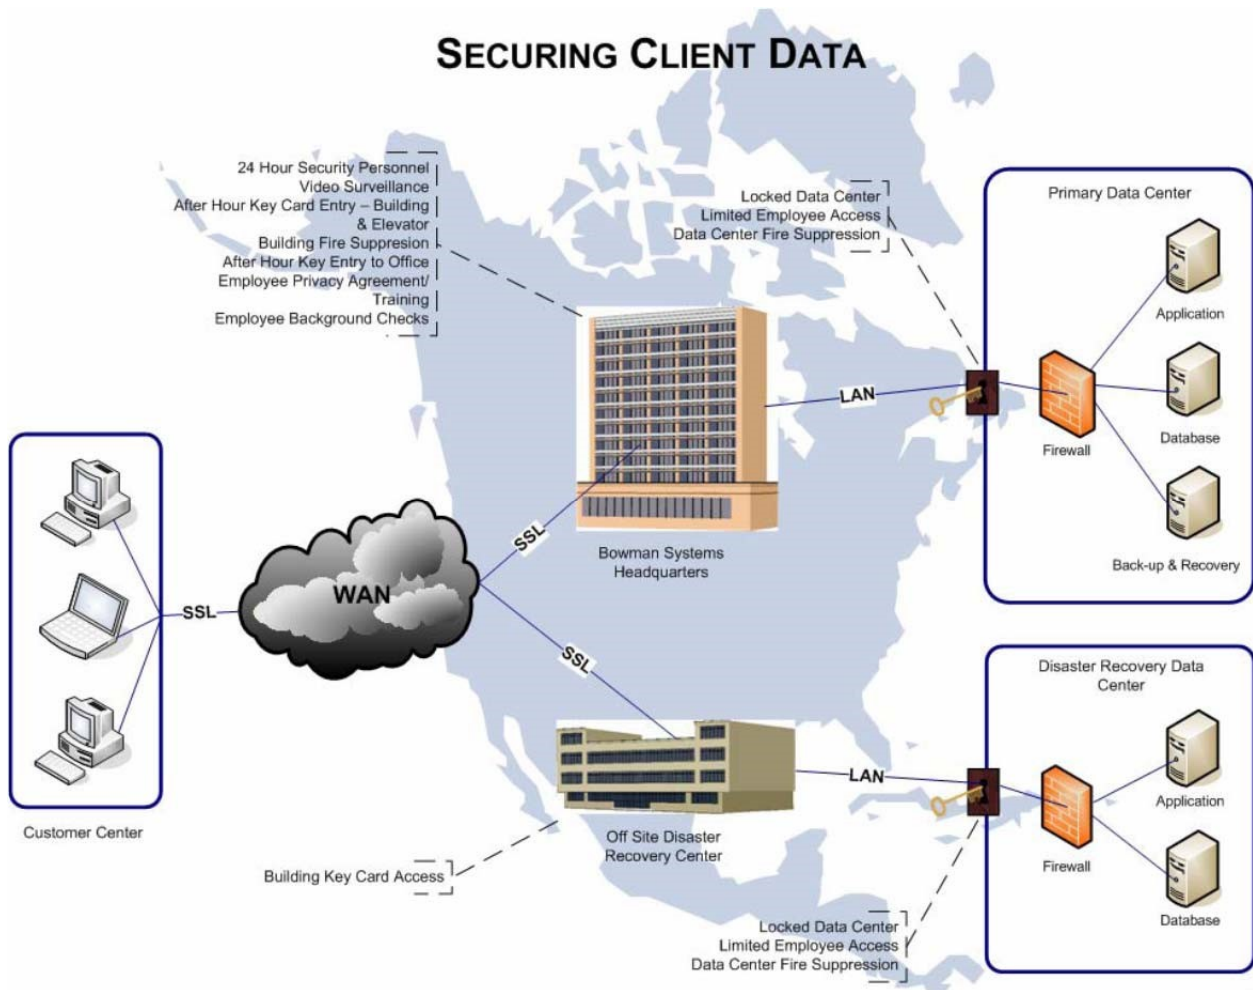 SECURING CLIENT DATA
24 Hour Security Personnel
Video Surveillance
After Hour Key Card Entry – Building
& Elevator
Building Fire Suppresion
After Hour Key Entry to Office
Employee Privacy Agreement/
Training
Employee Background Checks
Locked Data Center
Limited Employee Access
Data Center Fire Suppression
Primary Data Center
Application
Database
Back-up & Recovery
Firewall
LAN
SSL
Bowman Systems
Headquarters
WAN
SSL
Customer Center
SSL
Off Site Disaster
Recovery Center
Building Key Card Access
LAN
Disaster Recovery Data
Center
Application
Database
Firewall
Locked Data Center
Limited Employee Access
Data Center Fire Suppression